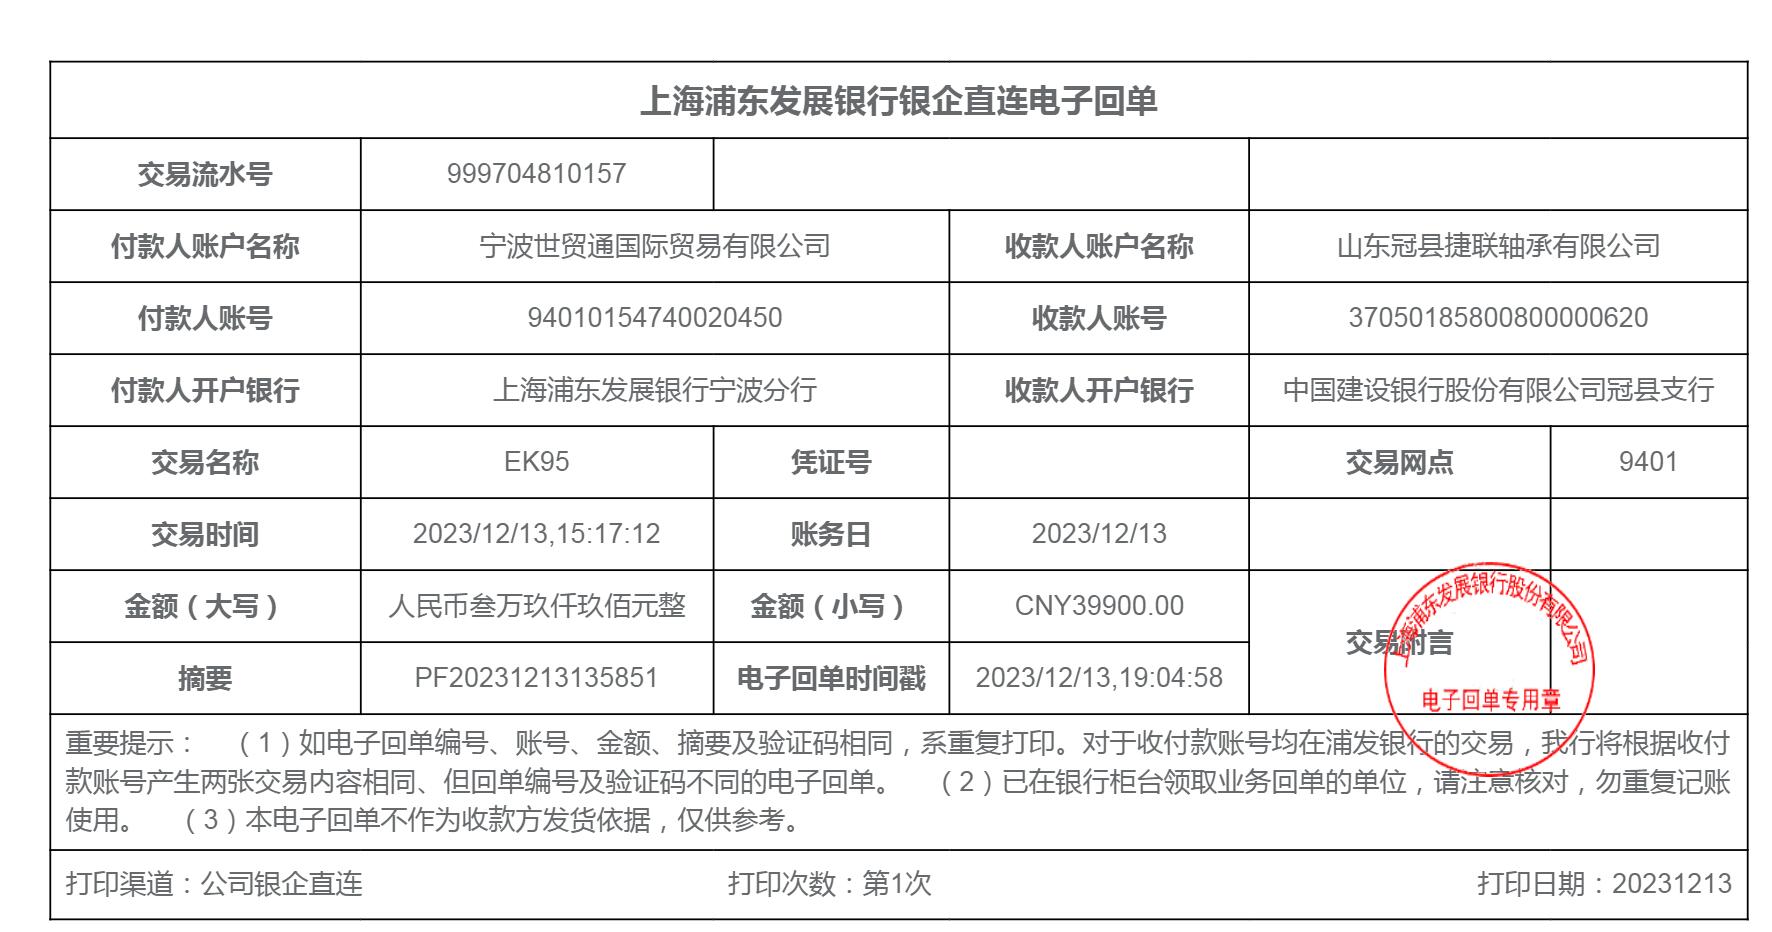 上海浦东发展银行银企直连电子回单
交易流水号 999704810157
付款人账户名称 宁波世贸通国际贸易有限公司 收款人账户名称 山东冠县捷联轴承有限公司
付款人账号 94010154740020450 收款人账号 37050185800800000620
付款人开户银行 上海浦东发展银行宁波分行 收款人开户银行 中国建设银行股份有限公司冠县支行
交易名称 EK95 凭证号 交易网点 9401
交易时间 2023/12/13,15:17:12 账务日 2023/12/13
金额（大写） 人民币叁万玖仟玖佰元整 金额（小写） CNY39900.00
交易附言
摘要 PF20231213135851 电子回单时间戳 2023/12/13,19:04:58
上海浦东发展银行股份有限公司
电子回单专用章
重要提示： （1）如电子回单编号、账号、金额、摘要及验证码相同，系重复打印。对于收付款账号均在浦发银行的交易，我行将根据收付
款账号产生两张交易内容相同、但回单编号及验证码不同的电子回单。 （2）已在银行柜台领取业务回单的单位，请注意核对，勿重复记账
使用。 （3）本电子回单不作为收款方发货依据，仅供参考。
打印渠道：公司银企直连 打印次数：第1次 打印日期：20231213